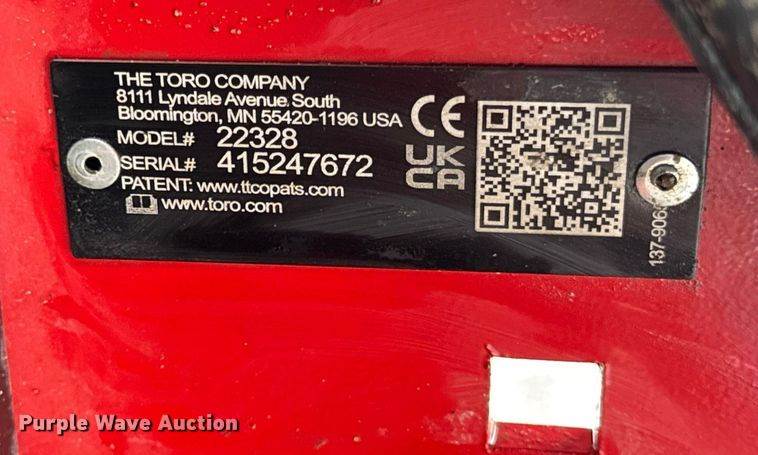 THE TORO COMPANY
8111 Lyndale Avenue South
Bloomington, MN 55420-1196 USA
MODEL# 22328
SERIAL# 415247672
PATENT: www.ttcopats.com
www.toro.com
CE
UK
CA
Purple Wave Auction